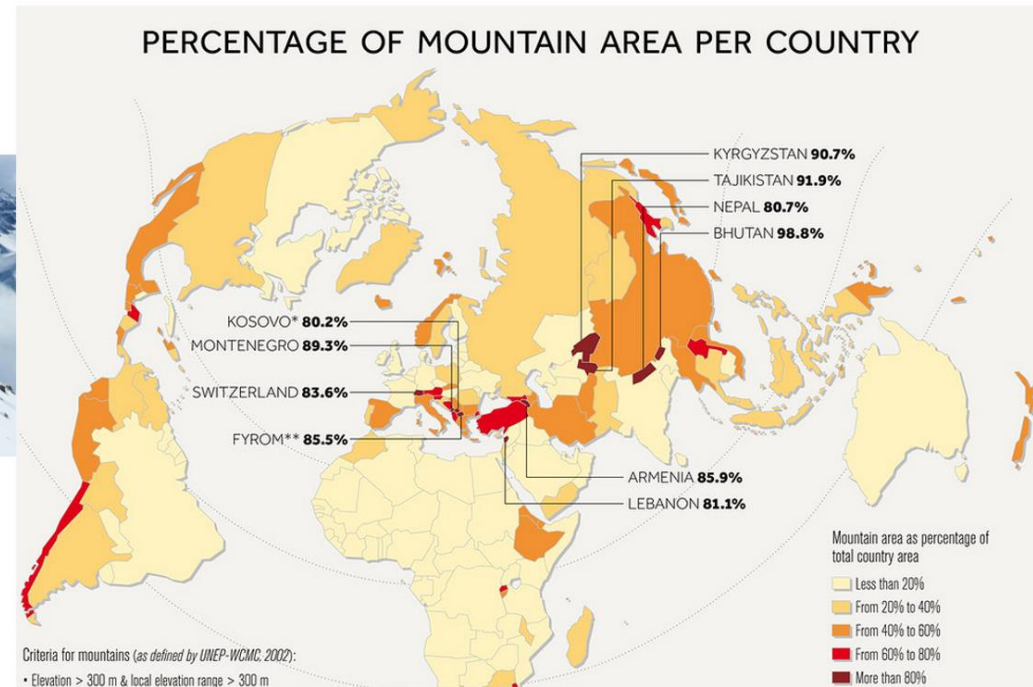 PERCENTAGE OF MOUNTAIN AREA PER COUNTRY
KYRGYZSTAN 90.7%
TAJIKISTAN 91.9%
NEPAL 80.7%
BHUTAN 98.8%
KOSOVO* 80.2%
MONTENEGRO 89.3%
SWITZERLAND 83.6%
FYROM** 85.5%
ARMENIA 85.9%
LEBANON 81.1%
Mountain area as percentage of
total country area
Less than 20%
From 20% to 40%
From 40% to 60%
From 60% to 80%
More than 80%
Criteria for mountains (as defined by UNEP-WCMC, 2002):
• Elevation > 300 m & local elevation range > 300 m